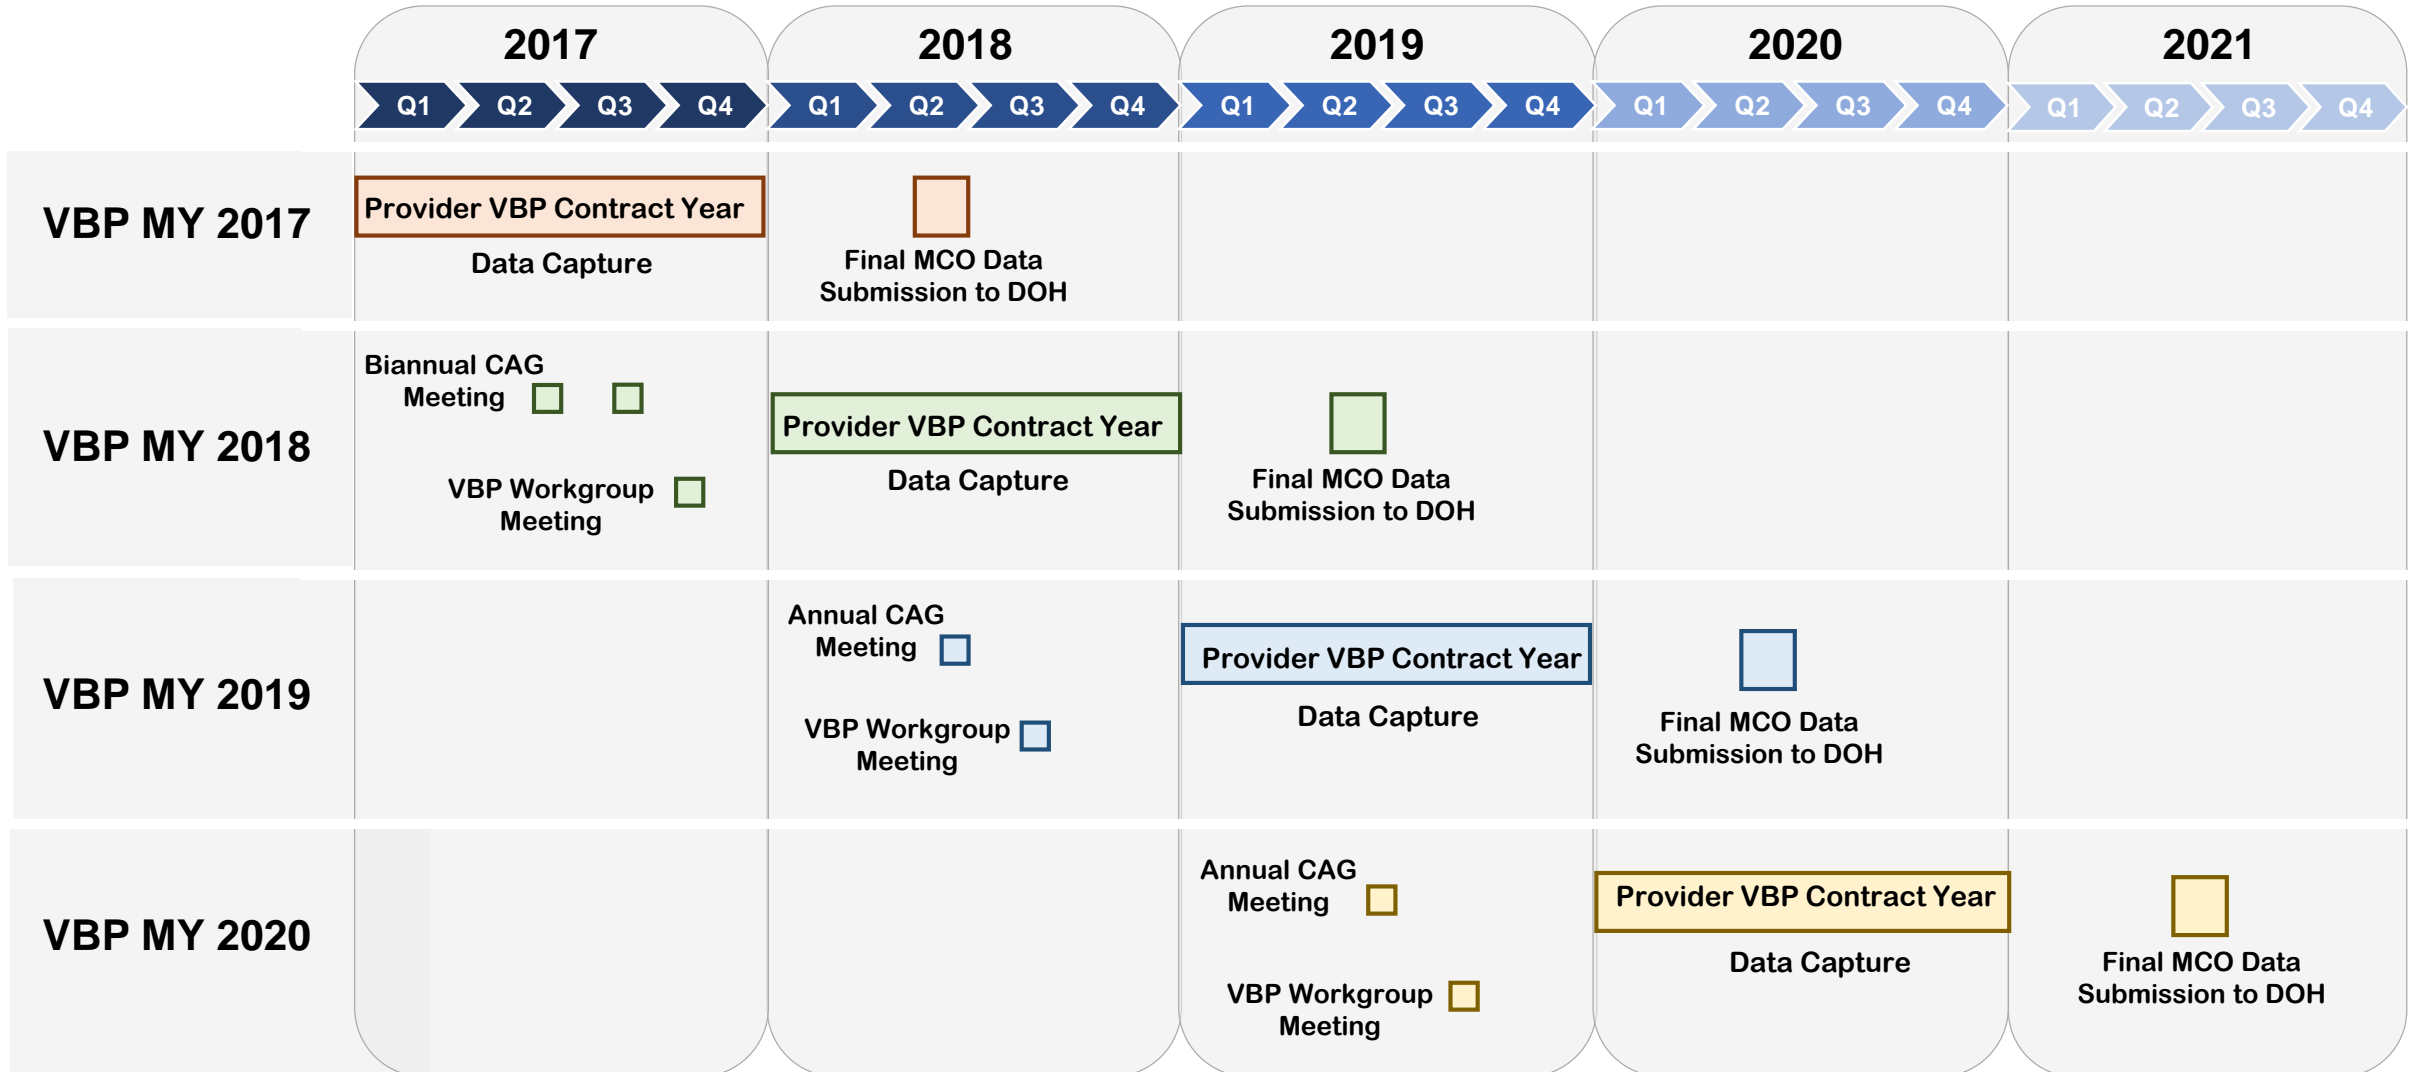 2017
2018
2019
2020
2021
Q1
Q2
Q3
Q4
Q1
Q2
Q3
Q4
Q1
Q2
Q3
Q4
Q1
Q2
Q3
Q4
Q1
Q2
Q3
Q4
VBP MY 2017
Provider VBP Contract Year
Data Capture
Final MCO Data
Submission to DOH
VBP MY 2018
Biannual CAG
Meeting
VBP Workgroup
Meeting
Provider VBP Contract Year
Data Capture
Final MCO Data
Submission to DOH
VBP MY 2019
Annual CAG
Meeting
VBP Workgroup
Meeting
Provider VBP Contract Year
Data Capture
Final MCO Data
Submission to DOH
VBP MY 2020
Annual CAG
Meeting
VBP Workgroup
Meeting
Provider VBP Contract Year
Data Capture
Final MCO Data
Submission to DOH